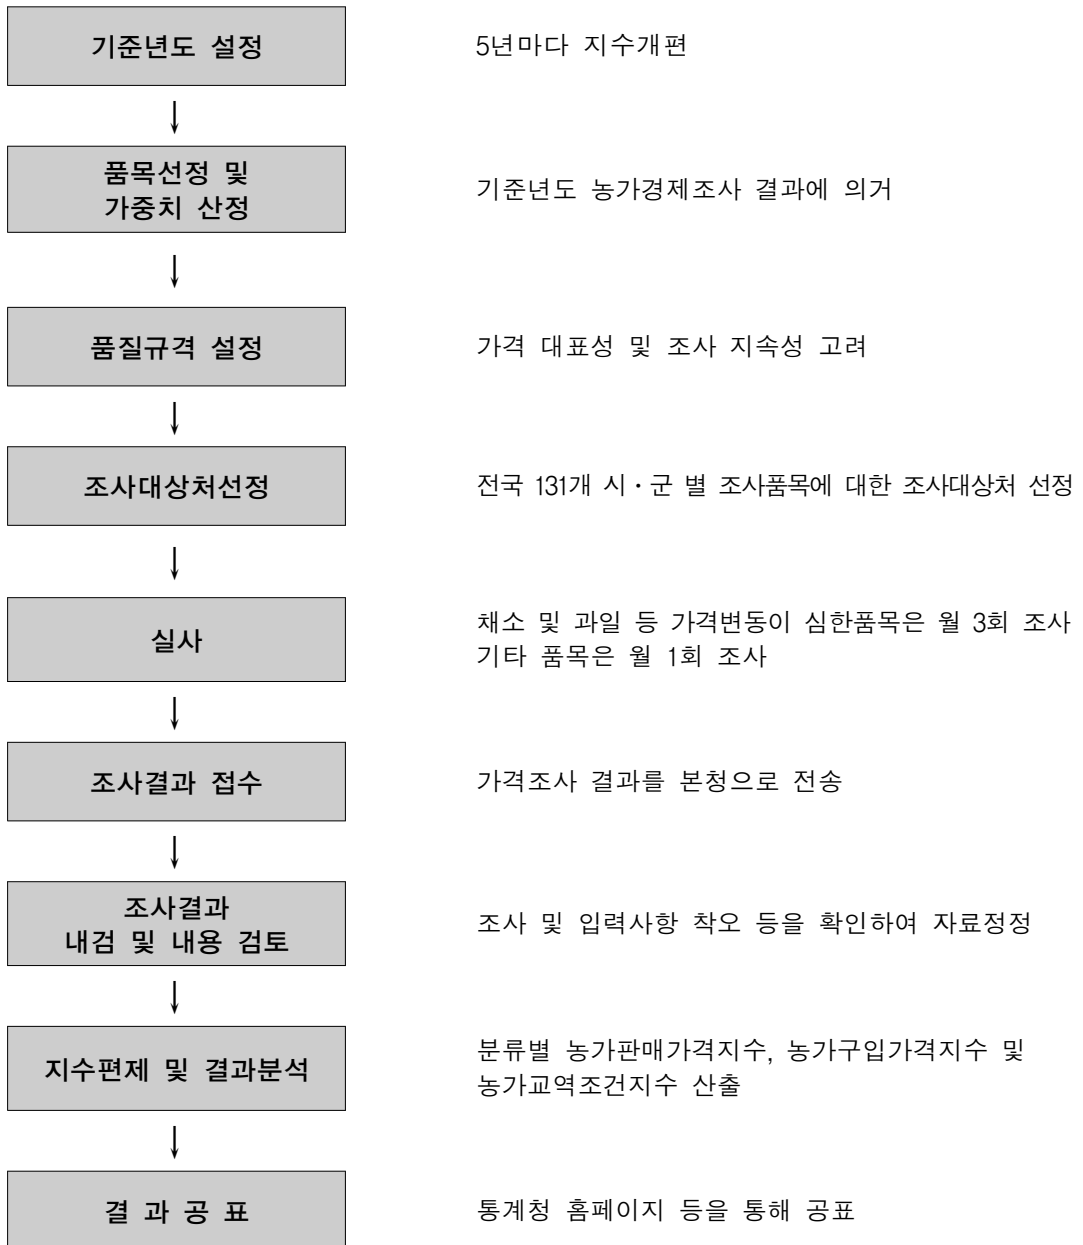 기준년도 설정
5년마다 지수개편
품목선정 및
가중치 산정
기준년도 농가경제조사 결과에 의거
품질규격 설정
가격 대표성 및 조사 지속성 고려
조사대상처선정
전국 131개 시·군 별 조사품목에 대한 조사대상처 선정
실사
채소 및 과일 등 가격변동이 심한품목은 월 3회 조사
기타 품목은 월 1회 조사
조사결과 접수
가격조사 결과를 본청으로 전송
조사결과
내검 및 내용 검토
조사 및 입력사항 착오 등을 확인하여 자료정정
지수편제 및 결과분석
분류별 농가판매가격지수, 농가구입가격지수 및
농가교역조건지수 산출
결 과 공 표
통계청 홈페이지 등을 통해 공표